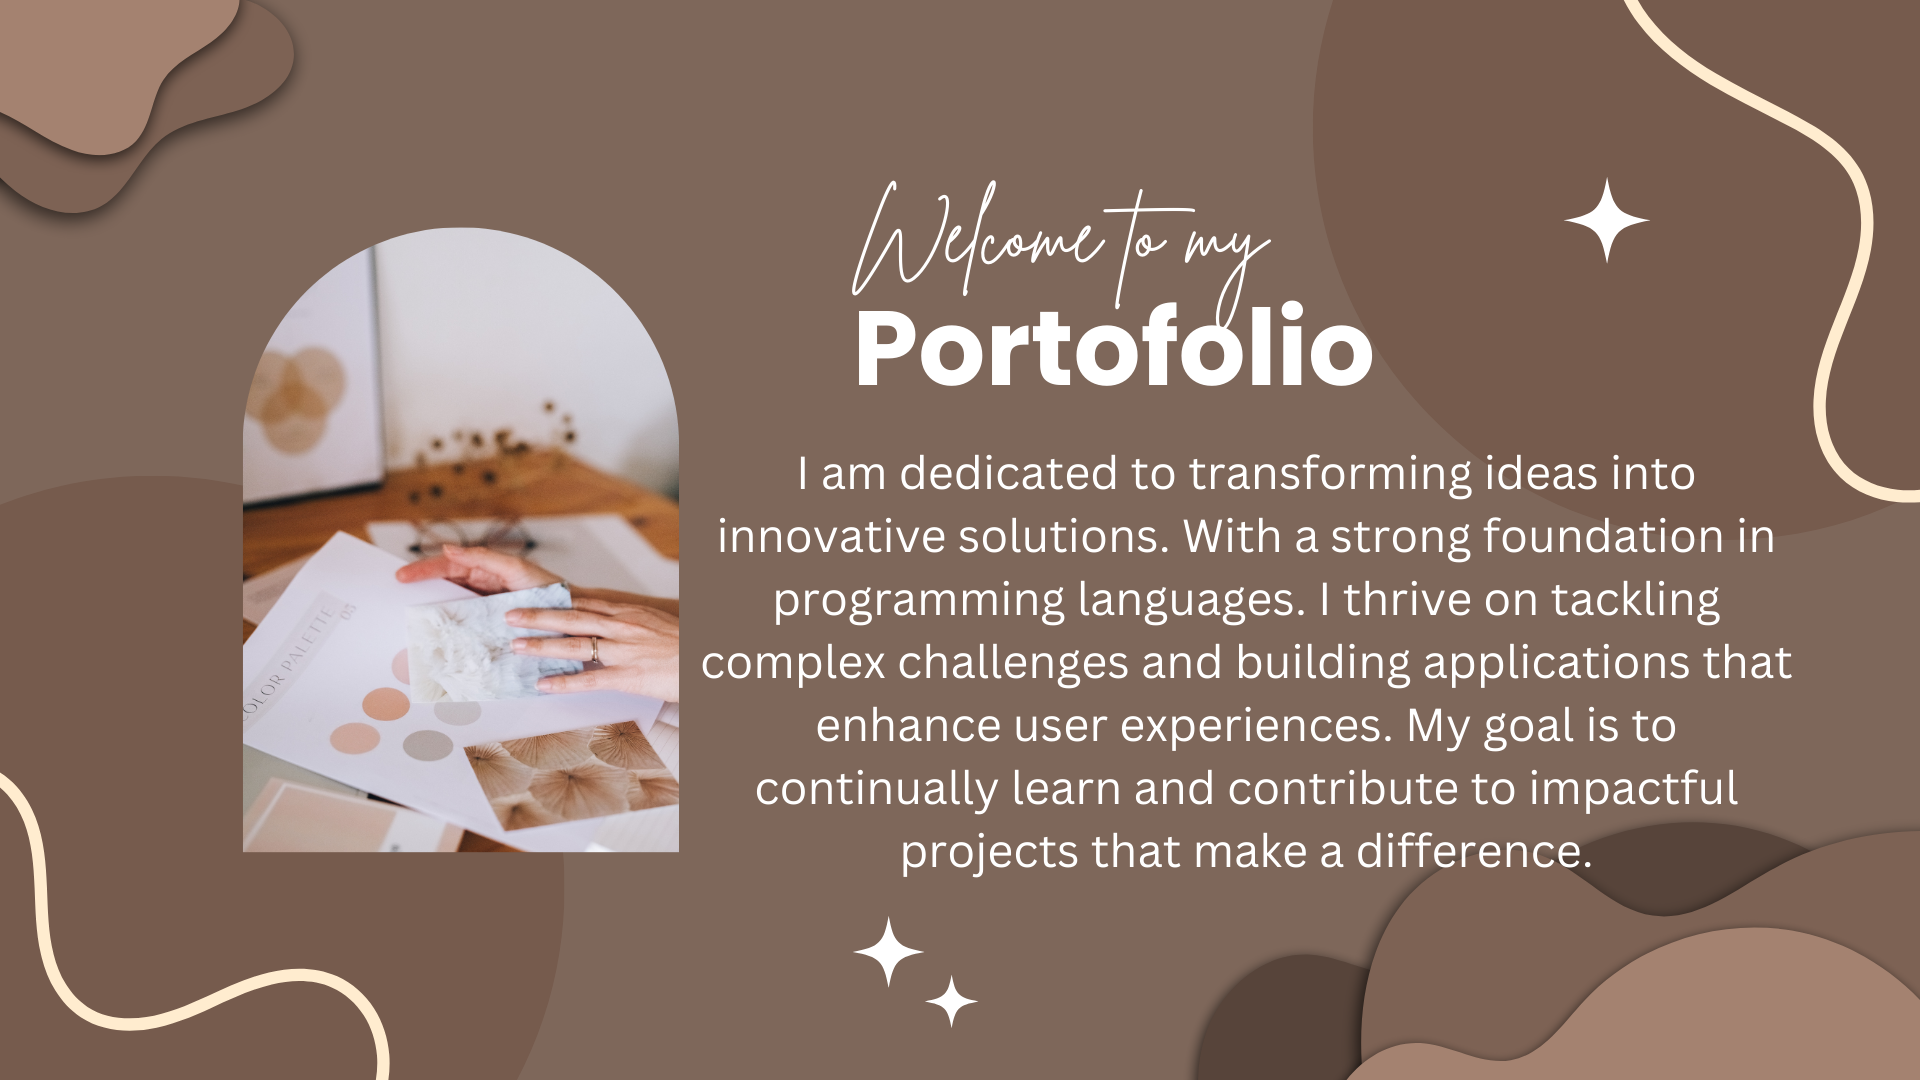 Welcome to my
Portofolio
I am dedicated to transforming ideas into
innovative solutions. With a strong foundation in
programming languages. I thrive on tackling
complex challenges and building applications that
enhance user experiences. My goal is to
continually learn and contribute to impactful
projects that make a difference.
COLOR PALETTE
03